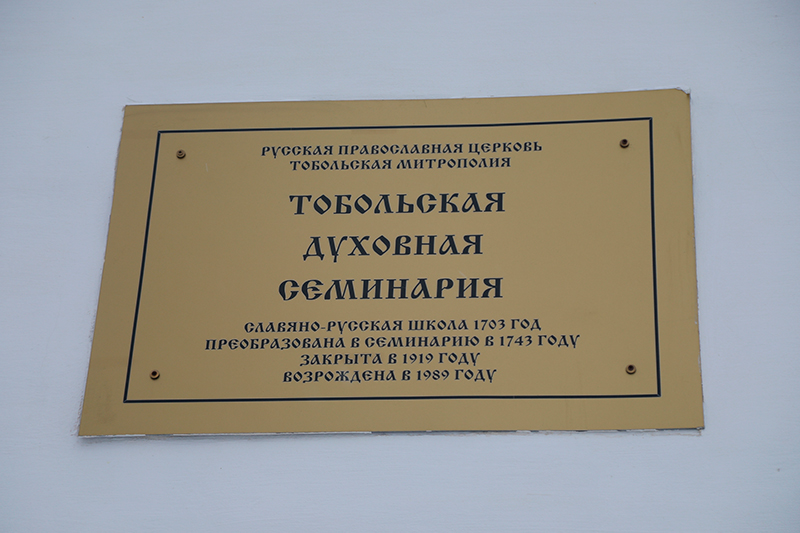 РУССКАЯ ПРАВОСЛАВНАЯ ЦЕРКОВЬ
ТОБОЛЬСКАЯ МИТРОПОЛИЯ
ТОБОЛЬСКАЯ
ДУХОВНАЯ
СЕМИНАРИЯ
СЛАВЯНО-РУССКАЯ ШКОЛА 1703 ГОД
ПРЕОБРАЗОВАНА В СЕМИНАРИЮ В 1743 ГОДУ
ЗАКРЫТА В 1919 ГОДУ
ВОЗРОЖДЕНА В 1989 ГОДУ